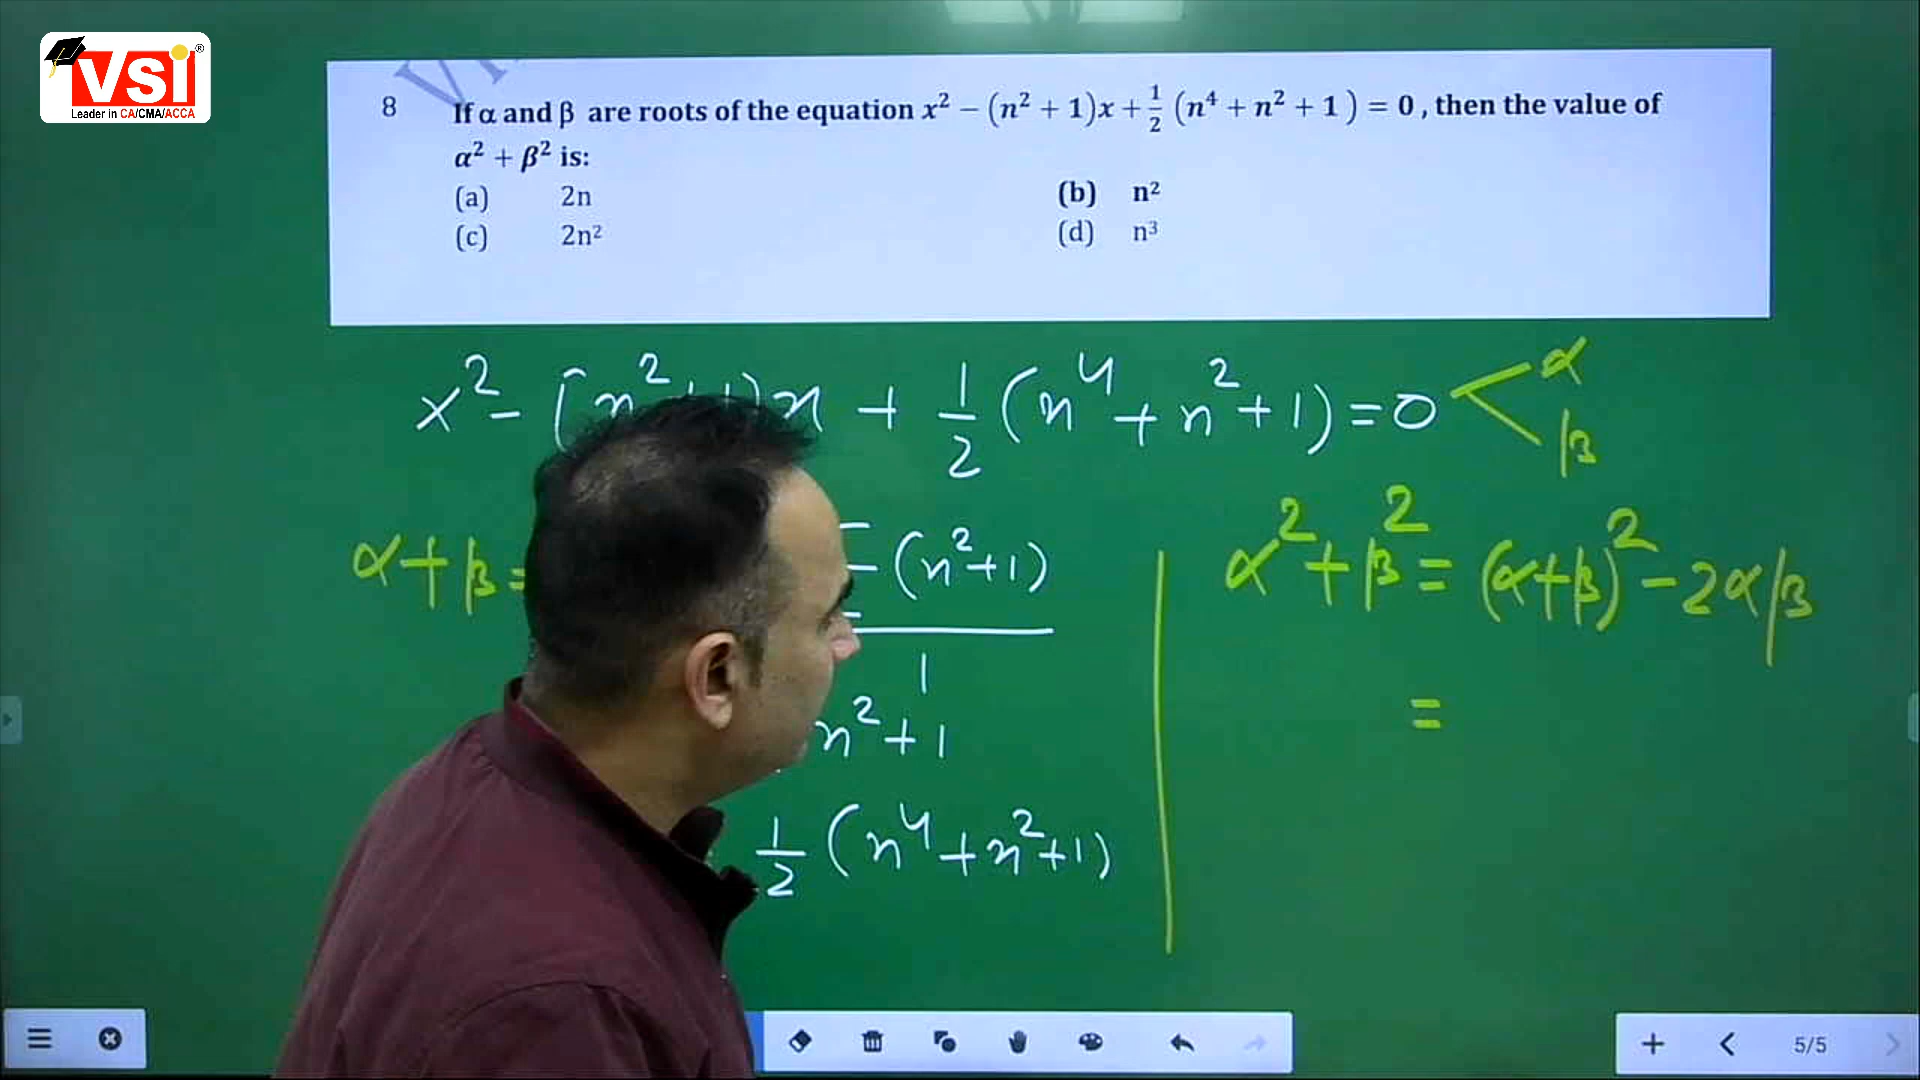 VSI ®
Leader in CA/CMA/ACCA
8 If α and β are roots of the equation x² − (n² + 1)x + 1/2 (n⁴ + n² + 1) = 0, then the value of
α² + β² is:
(a) 2n (b) n²
(c) 2n² (d) n³
x² - (n² + 1)x + 1/2 (n⁴ + n² + 1) = 0 < α
β
α + β = - (n² + 1)
1
n² + 1
1/2 (n⁴ + n² + 1)
α² + β² = (α + β)² - 2αβ
=
5/5